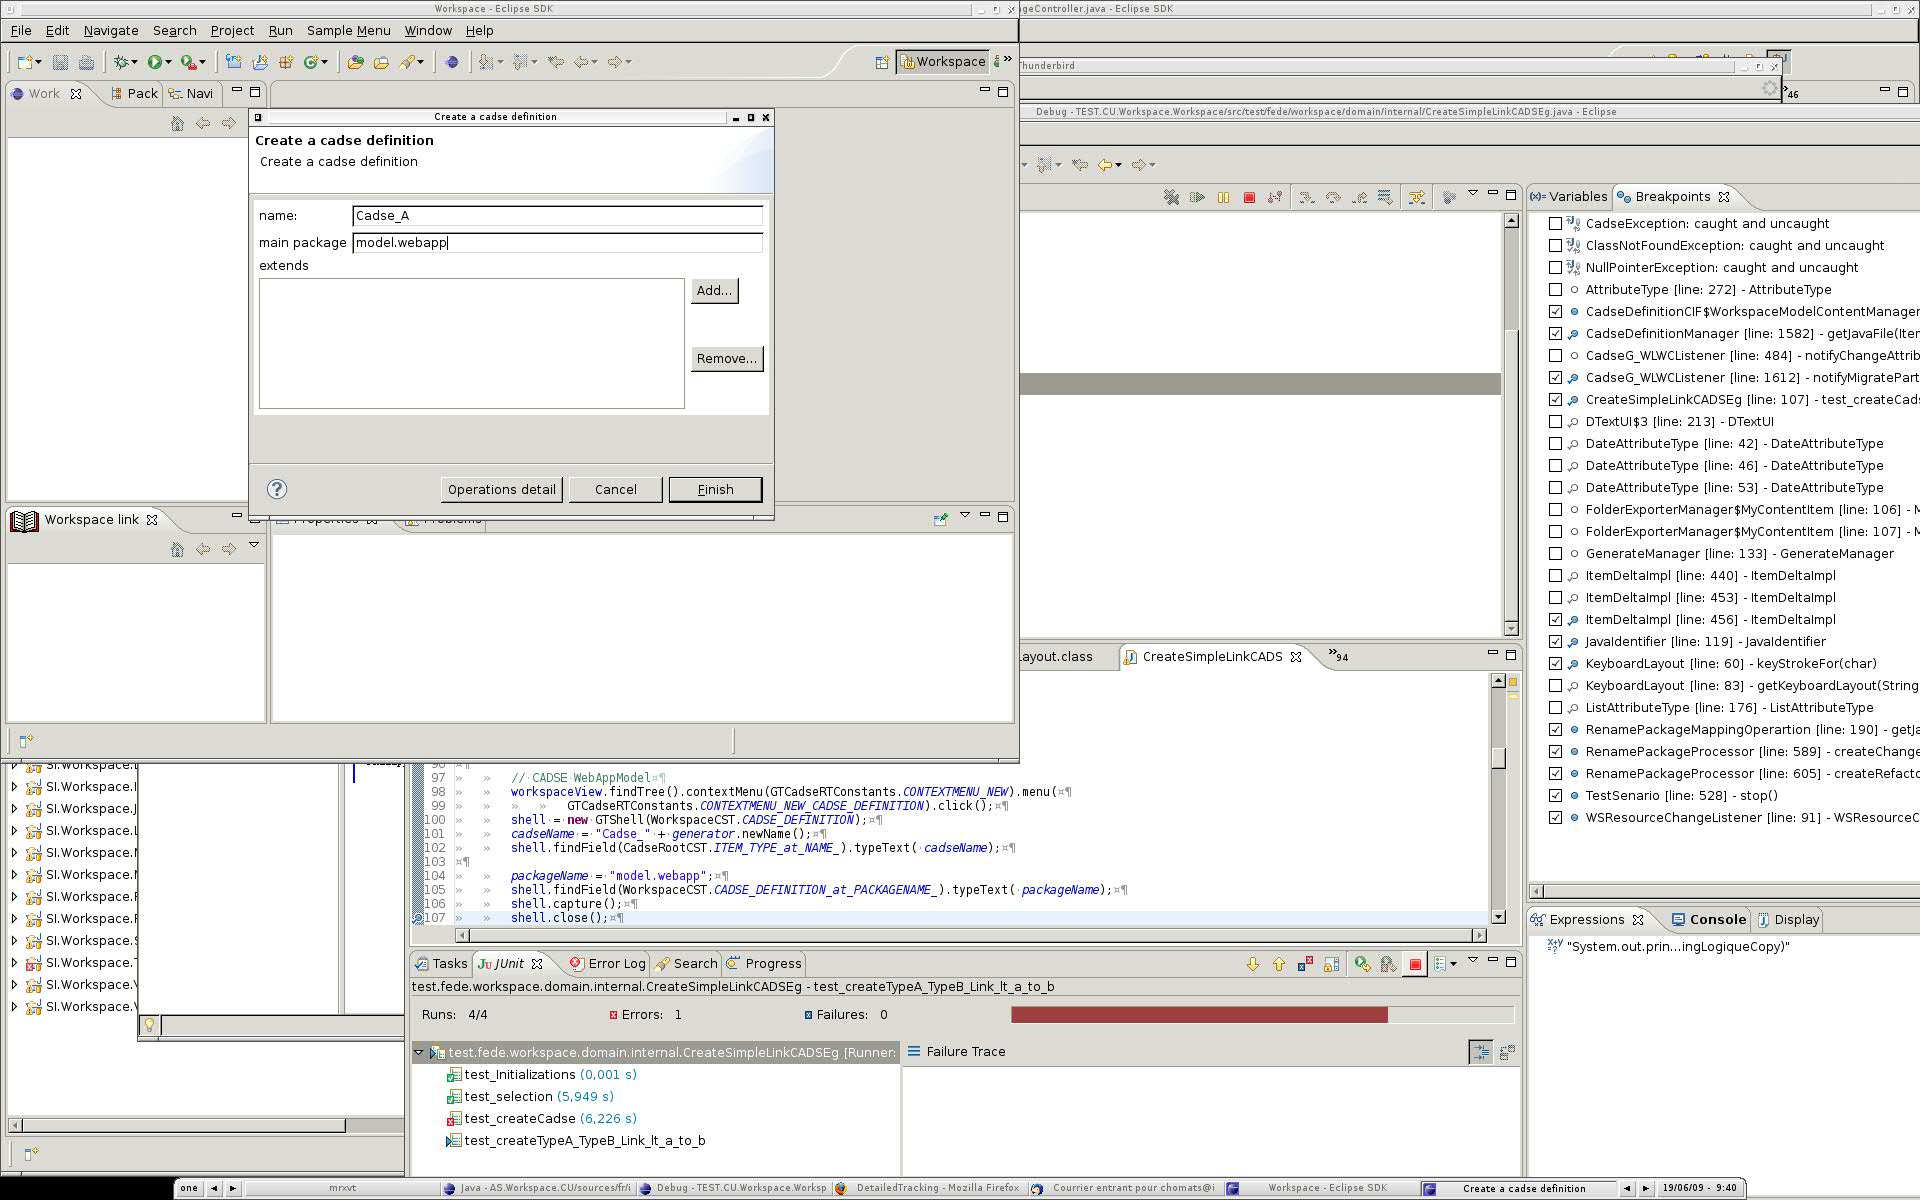 Workspace - Eclipse SDK
geController.java - Eclipse SDK
File Edit Navigate Search Project Run Sample Menu Window Help
Workspace
hunderbird
46
Work Pack Navi
Debug - TEST.CU.Workspace.Workspace/src/test/fede/workspace/domain/internal/CreateSimpleLinkCADSEg.java - Eclipse
Create a cadse definition
Create a cadse definition
Create a cadse definition
name: Cadse_A
main package model.webapp
extends
Add...
Remove...
Operations detail Cancel Finish
Workspace link
Properties Problems
(x)= Variables Breakpoints
CadseException: caught and uncaught
ClassNotFoundException: caught and uncaught
NullPointerException: caught and uncaught
AttributeType [line: 272] - AttributeType
CadseDefinitionCIF$WorkspaceModelContentManager
CadseDefinitionManager [line: 1582] - getJavaFile(Iter
CadseG_WLWCListener [line: 484] - notifyChangeAttrib
CadseG_WLWCListener [line: 1612] - notifyMigratePart
CreateSimpleLinkCADSEg [line: 107] - test_createCads
DTextUI$3 [line: 213] - DTextUI
DateAttributeType [line: 42] - DateAttributeType
DateAttributeType [line: 46] - DateAttributeType
DateAttributeType [line: 53] - DateAttributeType
FolderExporterManager$MyContentItem [line: 106] - M
FolderExporterManager$MyContentItem [line: 107] - M
GenerateManager [line: 133] - GenerateManager
ItemDeltaImpl [line: 440] - ItemDeltaImpl
ItemDeltaImpl [line: 453] - ItemDeltaImpl
ItemDeltaImpl [line: 456] - ItemDeltaImpl
JavaIdentifier [line: 119] - JavaIdentifier
KeyboardLayout [line: 60] - keyStrokeFor(char)
KeyboardLayout [line: 83] - getKeyboardLayout(String
ListAttributeType [line: 176] - ListAttributeType
RenamePackageMappingOperartion [line: 190] - getJa
RenamePackageProcessor [line: 589] - createChange
RenamePackageProcessor [line: 605] - createRefacto
TestSenario [line: 528] - stop()
WSResourceChangeListener [line: 91] - WSResourceC
ayout.class CreateSimpleLinkCADS 94
96
97 // CADSE WebAppModel
98 workspaceView.findTree().contextMenu(GTCadseRTConstants.CONTEXTMENU_NEW).menu(
99 GTCadseRTConstants.CONTEXTMENU_NEW_CADSE_DEFINITION).click();
100 shell = new GTShell(WorkspaceCST.CADSE_DEFINITION);
101 cadseName = "Cadse_" + generator.newName();
102 shell.findField(CadseRootCST.ITEM_TYPE_at_NAME_).typeText( cadseName);
103
104 packageName = "model.webapp";
105 shell.findField(WorkspaceCST.CADSE_DEFINITION_at_PACKAGENAME_).typeText( packageName);
106 shell.capture();
107 shell.close();
SI.Workspace.
SI.Workspace.I
SI.Workspace.J
SI.Workspace.L
SI.Workspace.M
SI.Workspace.M
SI.Workspace.F
SI.Workspace.F
SI.Workspace.S
SI.Workspace.T
SI.Workspace.V
SI.Workspace.V
Expressions Console Display
"System.out.prin...ingLogiqueCopy)"
Tasks JUnit Error Log Search Progress
test.fede.workspace.domain.internal.CreateSimpleLinkCADSEg - test_createTypeA_TypeB_Link_lt_a_to_b
Runs: 4/4 Errors: 1 Failures: 0
test.fede.workspace.domain.internal.CreateSimpleLinkCADSEg [Runner: Failure Trace
test_Initializations (0,001 s)
test_selection (5,949 s)
test_createCadse (6,226 s)
test_createTypeA_TypeB_Link_lt_a_to_b
one mrxvt Java - AS.Workspace.CU/sources/fr/i Debug - TEST.CU.Workspace.Worksp DetailedTracking - Mozilla Firefox Courrier entrant pour chomats@i Workspace - Eclipse SDK Create a cadse definition 19/06/09 - 9:40